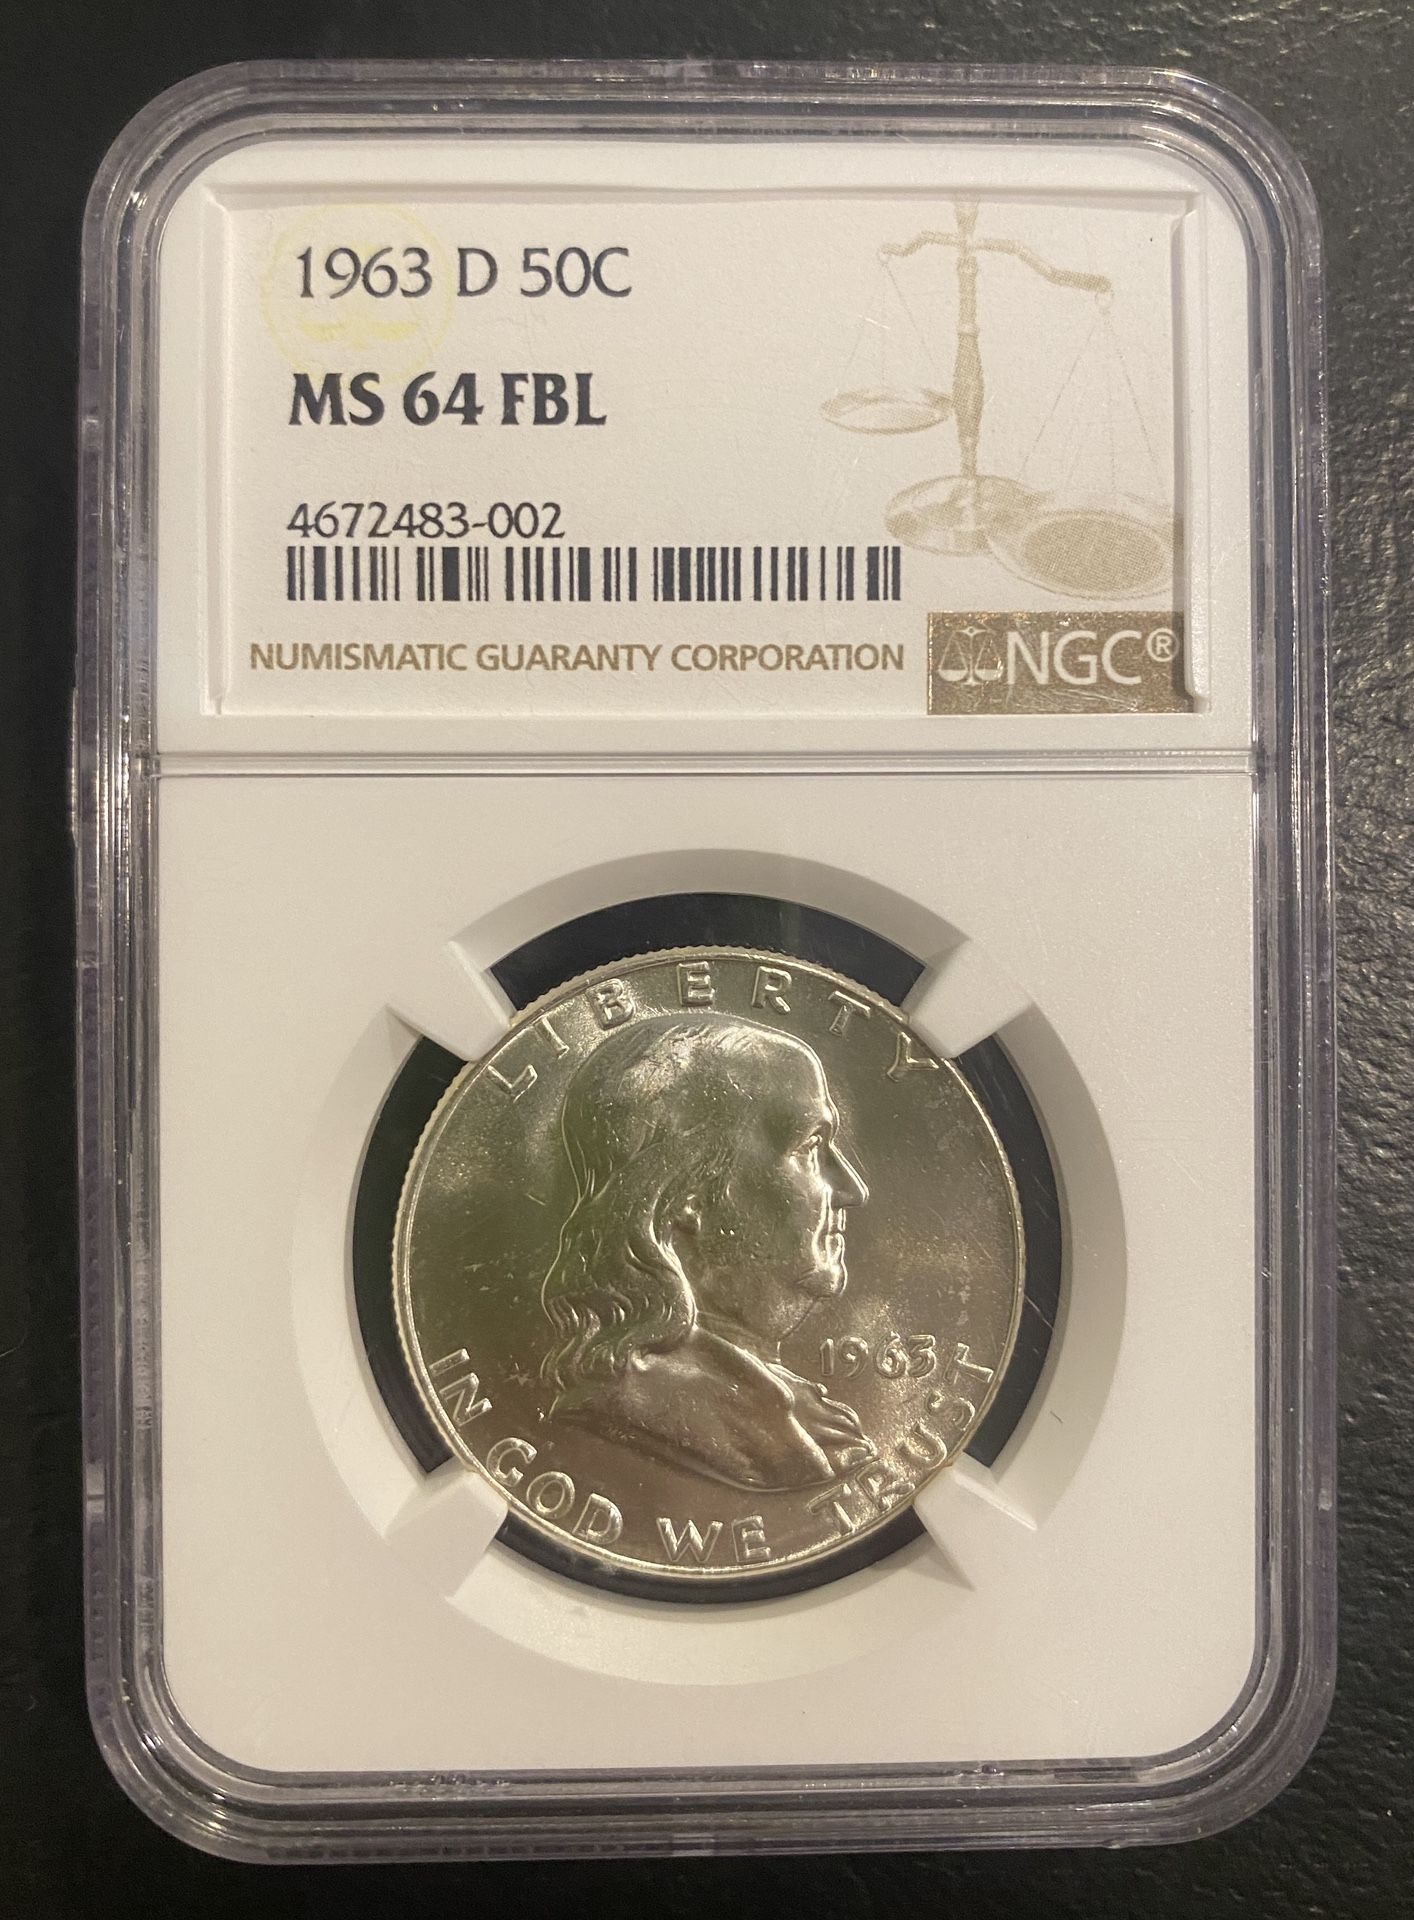 1963 D 50C
MS 64 FBL
4672483-002
NUMISMATIC GUARANTY CORPORATION
NGC®
LIBERTY
1963
IN GOD WE TRUST